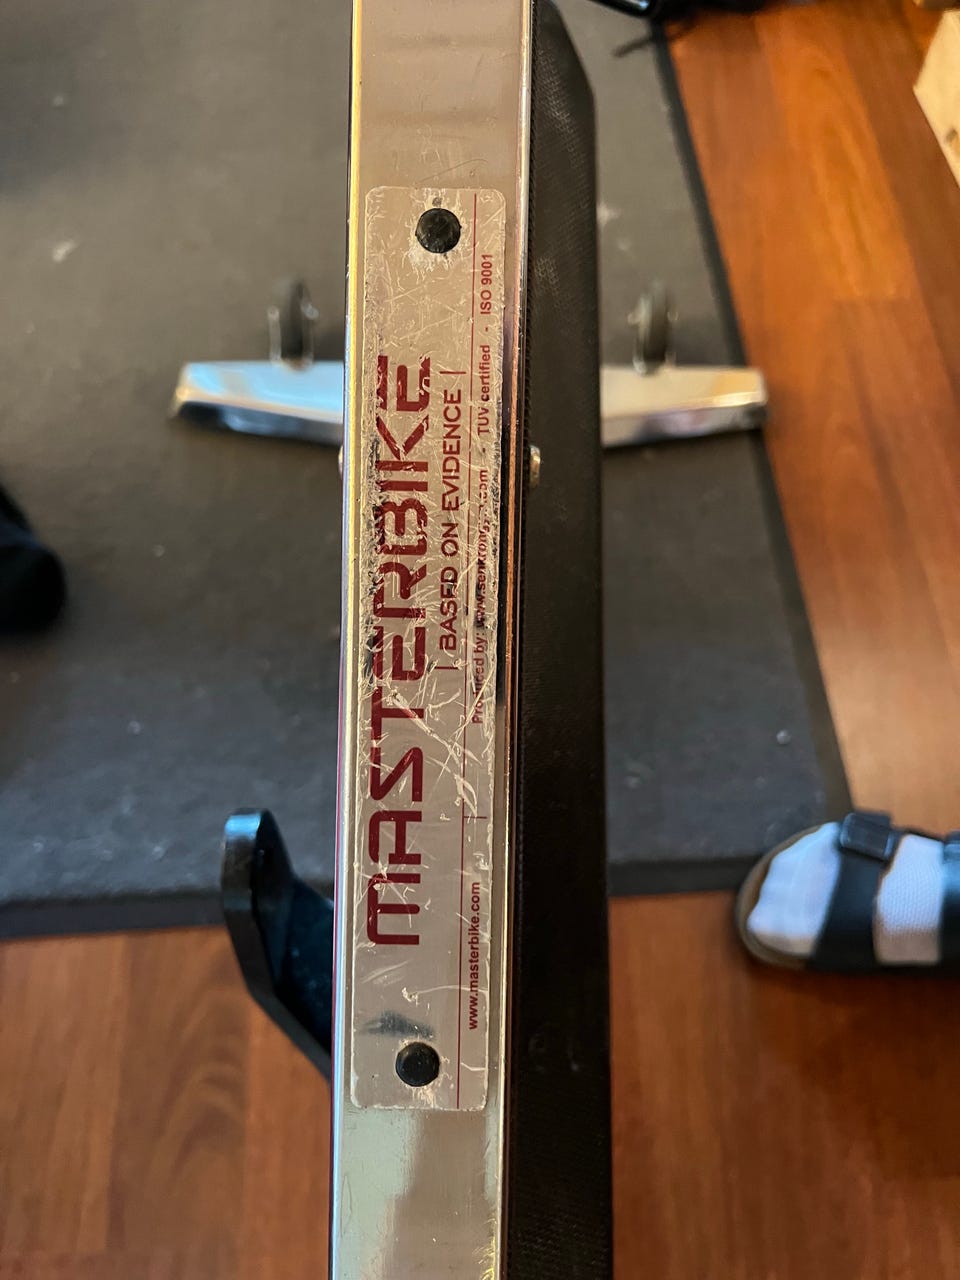 MASTERBIKE
| BASED ON EVIDENCE |
www.masterbike.com
Produced by: - TUV certified - ISO 9001